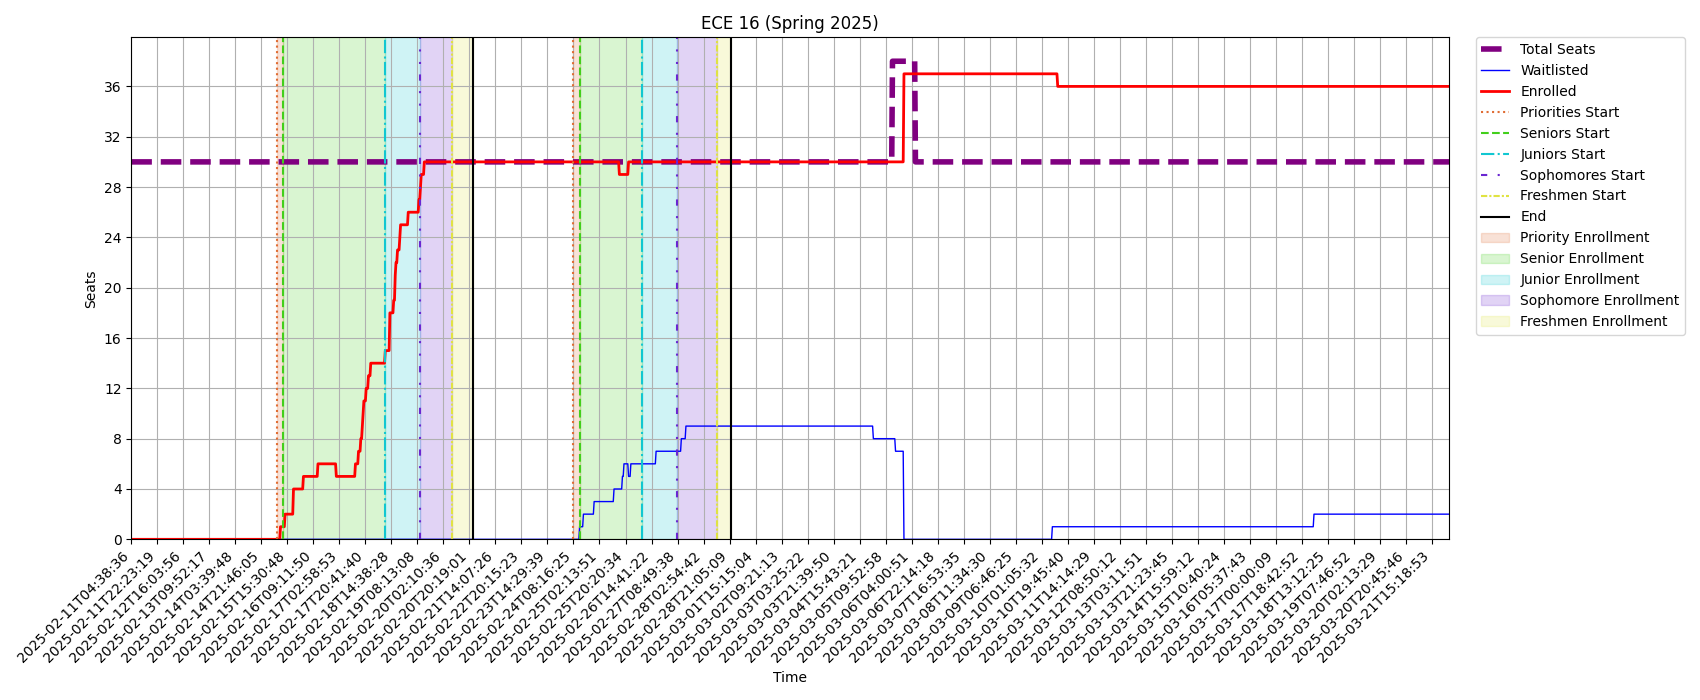 ECE 16 (Spring 2025)
Seats
36
32
28
24
20
16
12
8
4
0
2025-02-11T04:38:36
2025-02-11T22:23:19
2025-02-12T16:03:56
2025-02-13T09:52:17
2025-02-14T03:39:48
2025-02-14T21:46:05
2025-02-15T15:30:48
2025-02-16T09:11:50
2025-02-17T02:58:53
2025-02-17T20:41:40
2025-02-18T14:38:28
2025-02-19T08:13:08
2025-02-20T02:10:36
2025-02-20T20:19:01
2025-02-21T14:07:26
2025-02-22T20:15:23
2025-02-23T14:29:39
2025-02-24T08:16:25
2025-02-25T02:13:51
2025-02-25T20:20:34
2025-02-26T14:41:22
2025-02-27T08:49:38
2025-02-28T02:54:42
2025-02-28T21:05:09
2025-03-01T15:15:04
2025-03-02T09:21:13
2025-03-03T03:25:22
2025-03-03T21:39:50
2025-03-04T15:43:21
2025-03-05T09:52:58
2025-03-06T04:00:51
2025-03-06T22:14:18
2025-03-07T16:53:35
2025-03-08T11:34:30
2025-03-09T06:46:25
2025-03-10T01:05:32
2025-03-10T19:45:40
2025-03-11T14:14:29
2025-03-12T08:50:12
2025-03-13T03:11:51
2025-03-13T21:23:45
2025-03-14T15:59:12
2025-03-15T10:40:24
2025-03-16T05:37:43
2025-03-17T00:00:09
2025-03-17T18:42:52
2025-03-18T13:12:25
2025-03-19T07:46:52
2025-03-20T02:13:29
2025-03-20T20:45:46
2025-03-21T15:18:53
Time
Total Seats
Waitlisted
Enrolled
Priorities Start
Seniors Start
Juniors Start
Sophomores Start
Freshmen Start
End
Priority Enrollment
Senior Enrollment
Junior Enrollment
Sophomore Enrollment
Freshmen Enrollment